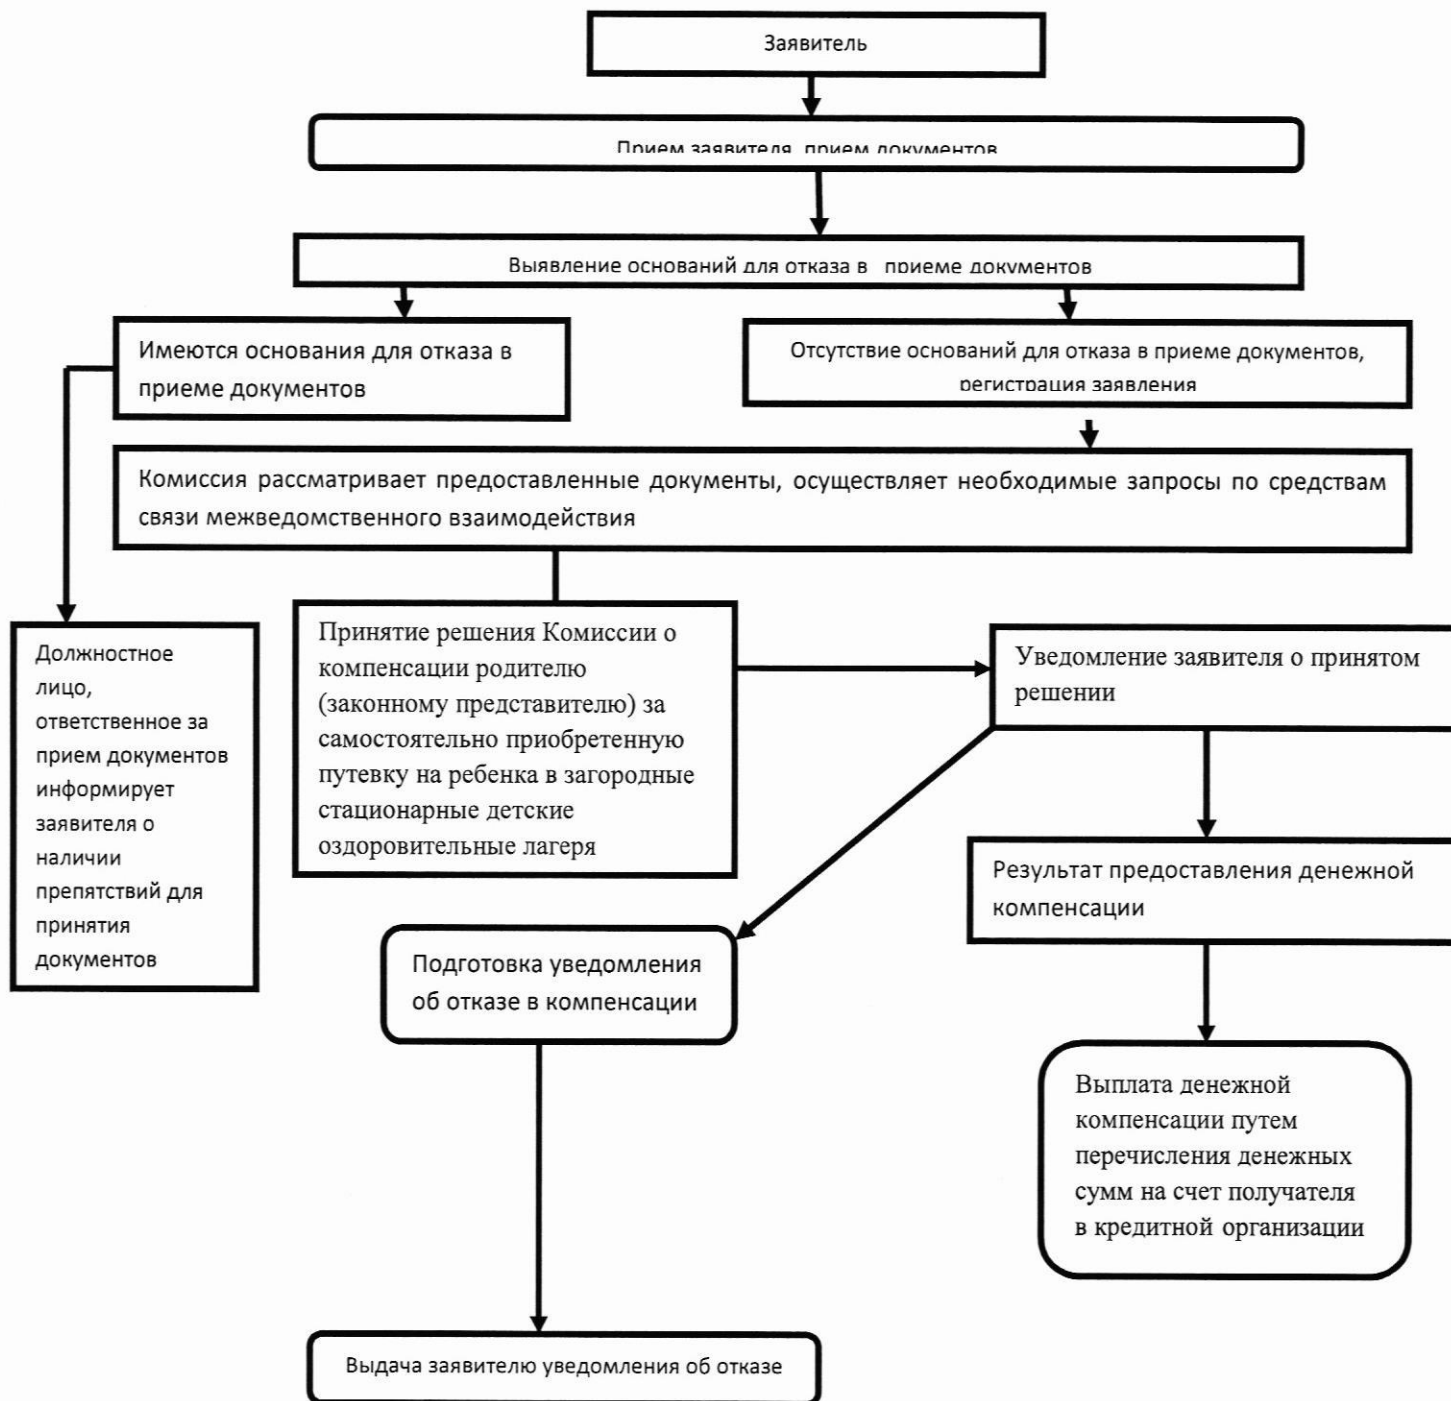 Заявитель
Прием заявителя, прием документов
Выявление оснований для отказа в приеме документов
Имеются основания для отказа в
приеме документов
Отсутствие оснований для отказа в приеме документов,
регистрация заявления
Комиссия рассматривает предоставленные документы, осуществляет необходимые запросы по средствам
связи межведомственного взаимодействия
Должностное
лицо,
ответственное за
прием документов
информирует
заявителя о
наличии
препятствий для
принятия
документов
Принятие решения Комиссии о
компенсации родителю
(законному представителю) за
самостоятельно приобретенную
путевку на ребенка в загородные
стационарные детские
оздоровительные лагеря
Уведомление заявителя о принятом
решении
Результат предоставления денежной
компенсации
Подготовка уведомления
об отказе в компенсации
Выплата денежной
компенсации путем
перечисления денежных
сумм на счет получателя
в кредитной организации
Выдача заявителю уведомления об отказе